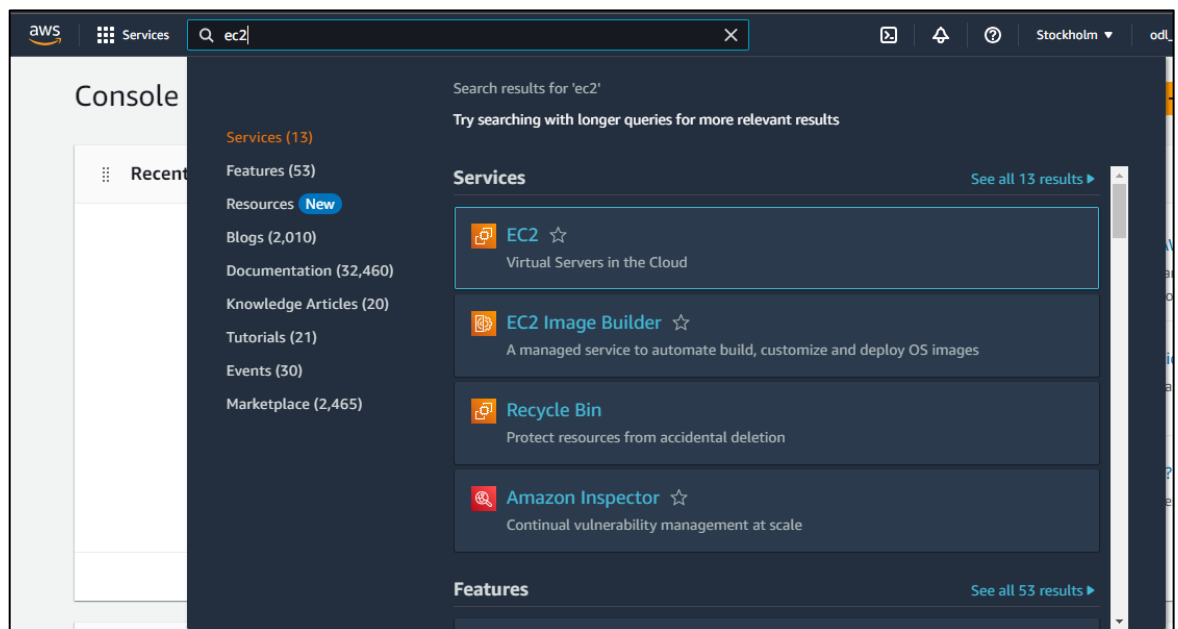 aws
Services
ec2
Stockholm
odl_
Console
Recent
Services (13)
Features (53)
Resources New
Blogs (2,010)
Documentation (32,460)
Knowledge Articles (20)
Tutorials (21)
Events (30)
Marketplace (2,465)
Search results for 'ec2'
Try searching with longer queries for more relevant results
Services
See all 13 results
EC2
Virtual Servers in the Cloud
EC2 Image Builder
A managed service to automate build, customize and deploy OS images
Recycle Bin
Protect resources from accidental deletion
Amazon Inspector
Continual vulnerability management at scale
Features
See all 53 results